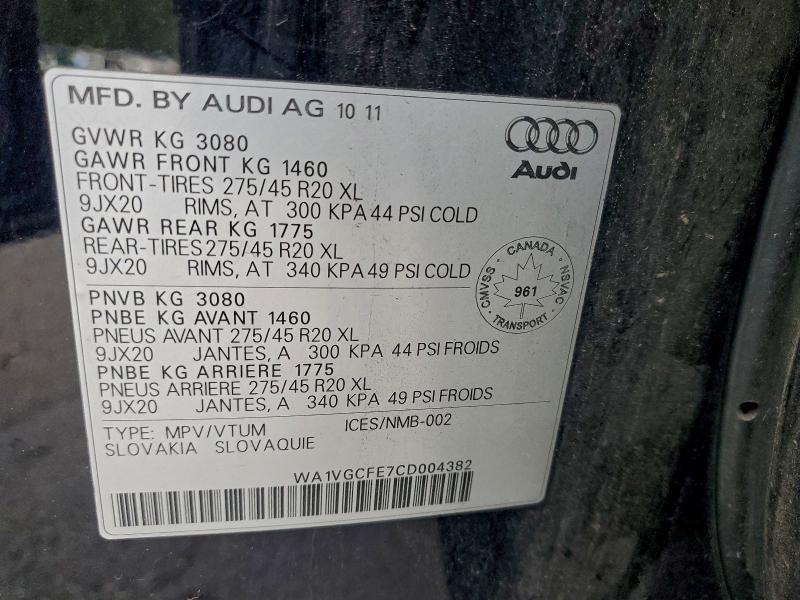 MFD. BY AUDI AG 10 11
Audi
GVWR KG 3080
GAWR FRONT KG 1460
FRONT-TIRES 275/45 R20 XL
9JX20 RIMS, AT 300 KPA 44 PSI COLD
GAWR REAR KG 1775
REAR-TIRES 275/45 R20 XL
9JX20 RIMS, AT 340 KPA 49 PSI COLD
CANADA
CMVSS
NSVAC
961
TRANSPORT
PNVB KG 3080
PNBE KG AVANT 1460
PNEUS AVANT 275/45 R20 XL
9JX20 JANTES, A 300 KPA 44 PSI FROIDS
PNBE KG ARRIERE 1775
PNEUS ARRIERE 275/45 R20 XL
9JX20 JANTES, A 340 KPA 49 PSI FROIDS
TYPE: MPV/VTUM ICES/NMB-002
SLOVAKIA SLOVAQUIE
WA1VGCFE7CD004382